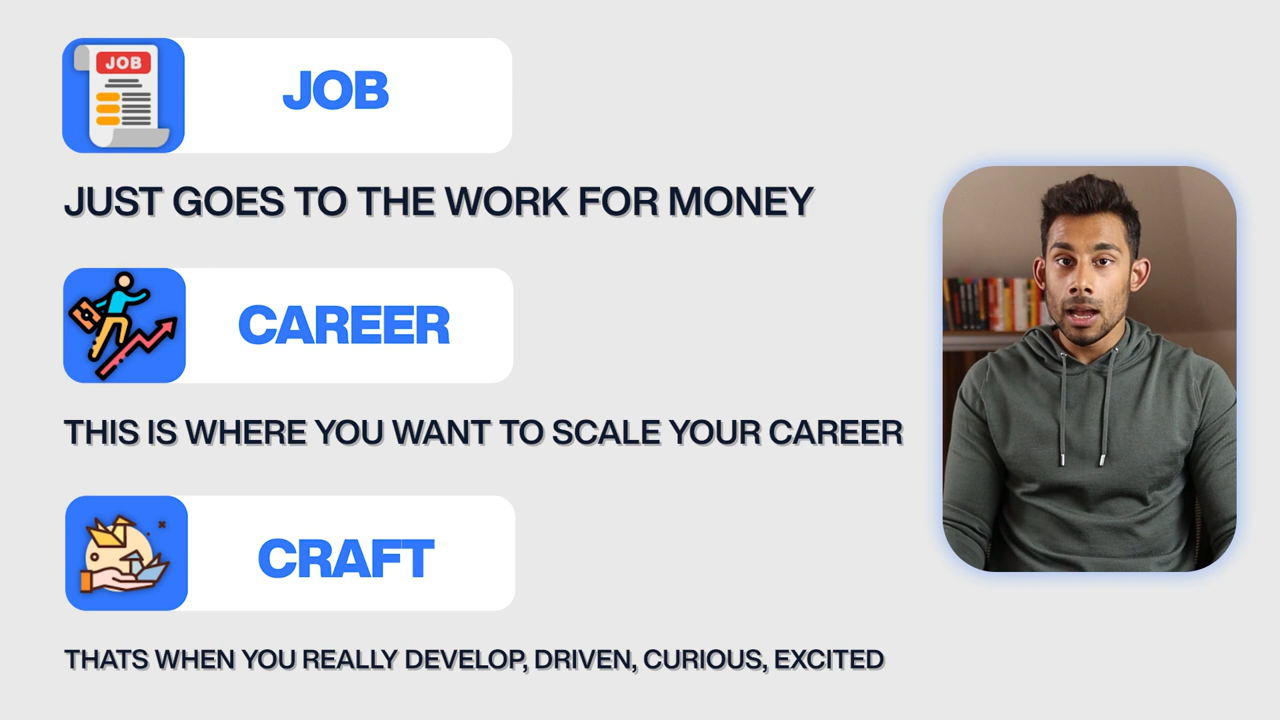 JOB
JOB
JUST GOES TO THE WORK FOR MONEY
CAREER
THIS IS WHERE YOU WANT TO SCALE YOUR CAREER
CRAFT
THATS WHEN YOU REALLY DEVELOP, DRIVEN, CURIOUS, EXCITED